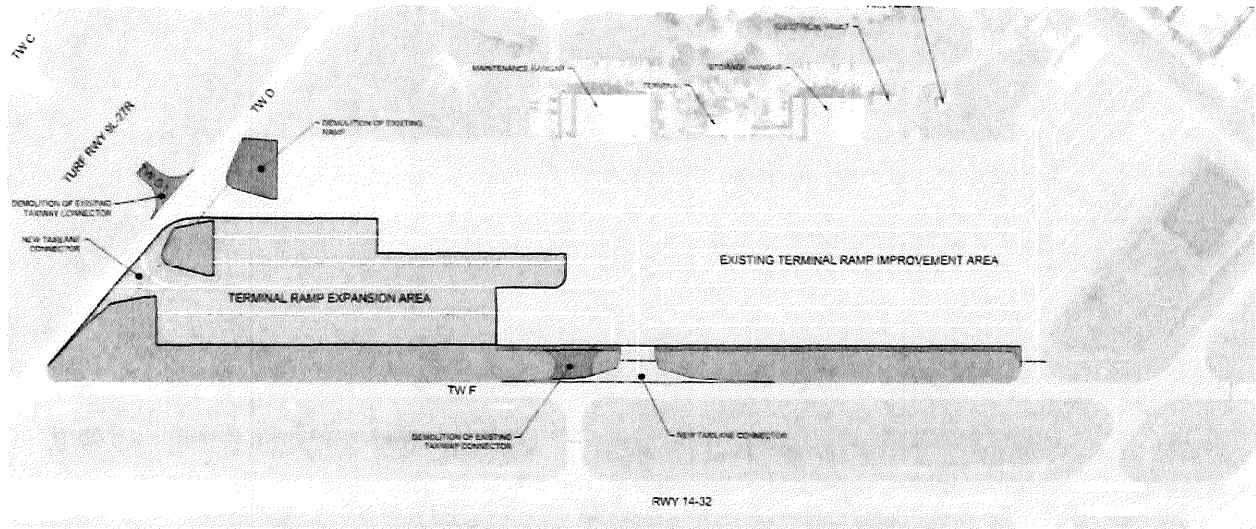 TW C
TURF RWY 9L-27R
TW D
ELECTRICAL VAULT
MAINTENANCE HANGAR
STORAGE HANGAR
TERMINAL
DEMOLITION OF EXISTING
RAMP
DEMOLITION OF EXISTING
TAXIWAY CONNECTOR
NEW TAXILANE
CONNECTOR
EXISTING TERMINAL RAMP IMPROVEMENT AREA
TERMINAL RAMP EXPANSION AREA
TW F
DEMOLITION OF EXISTING
TAXIWAY CONNECTOR
NEW TAXILANE CONNECTOR
RWY 14-32